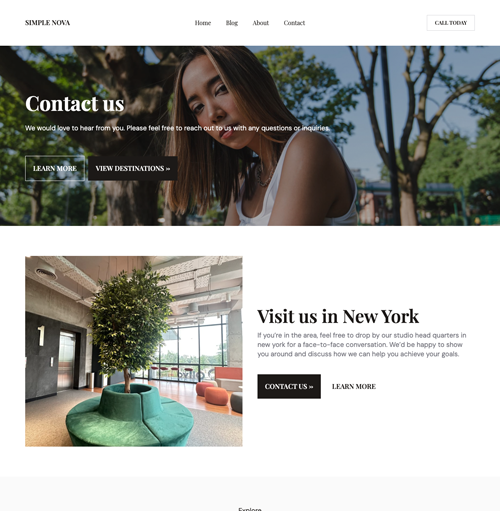 SIMPLE NOVA
Home
Blog
About
Contact
CALL TODAY
Contact us
We would love to hear from you. Please feel free to reach out to us with any questions or inquiries.
LEARN MORE
VIEW DESTINATIONS »
Visit us in New York
If you're in the area, feel free to drop by our studio head quarters in
new york for a face-to-face conversation. We'd be happy to show
you around and discuss how we can help you achieve your goals.
CONTACT US »
LEARN MORE
Explore